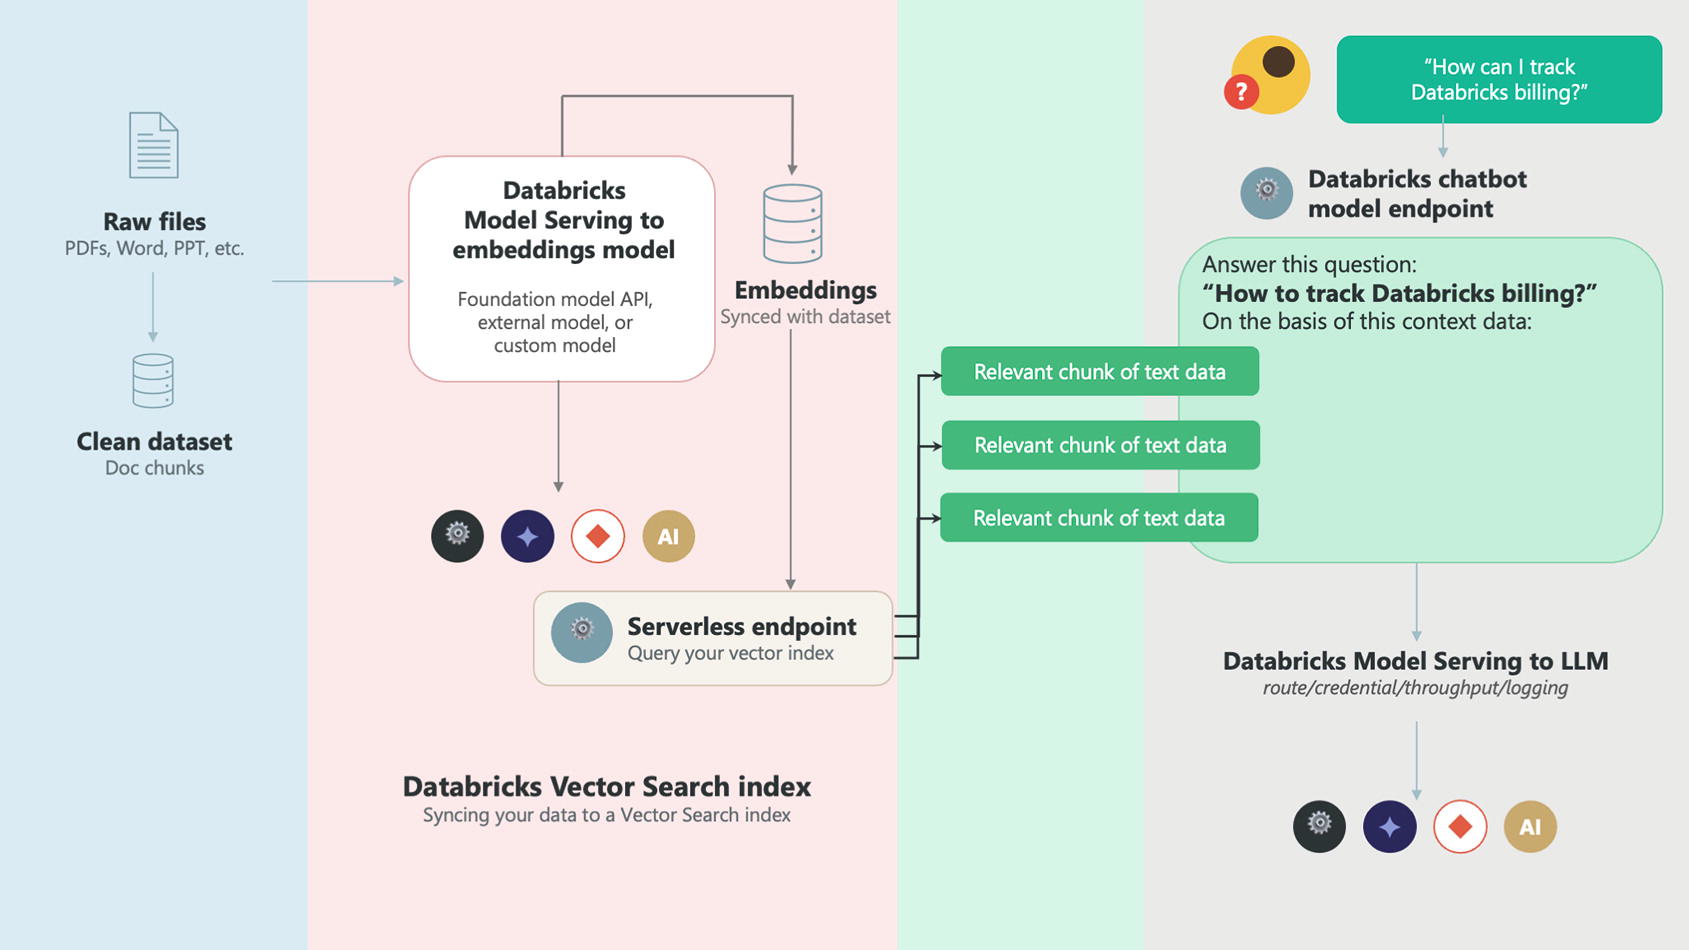 Raw files
PDFs, Word, PPT, etc.
Clean dataset
Doc chunks
Databricks
Model Serving to
embeddings model
Foundation model API,
external model, or
custom model
Embeddings
Synced with dataset
AI
Serverless endpoint
Query your vector index
Databricks Vector Search index
Syncing your data to a Vector Search index
Relevant chunk of text data
Relevant chunk of text data
Relevant chunk of text data
?
“How can I track
Databricks billing?”
Databricks chatbot
model endpoint
Answer this question:
“How to track Databricks billing?”
On the basis of this context data:
Databricks Model Serving to LLM
route/credential/throughput/logging
AI